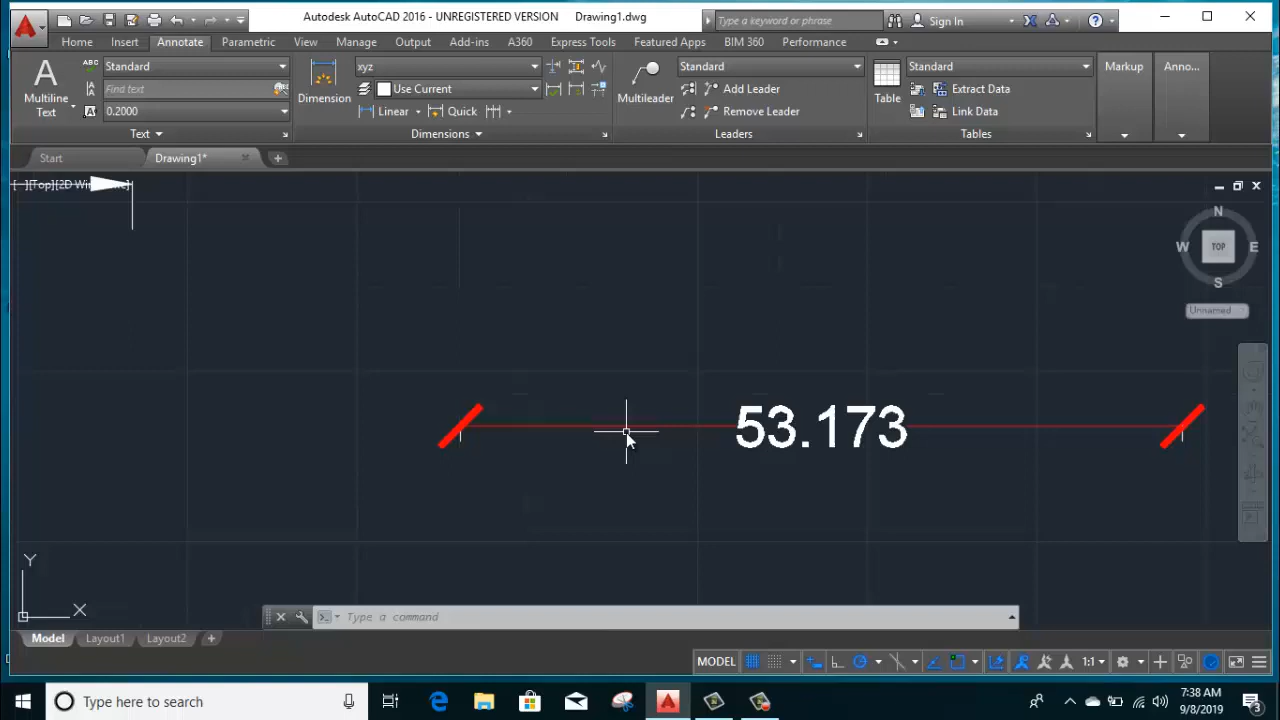 Autodesk AutoCAD 2016 - UNREGISTERED VERSION Drawing1.dwg Type a keyword or phrase Sign In
Home Insert Annotate Parametric View Manage Output Add-ins A360 Express Tools Featured Apps BIM 360 Performance
Multiline Text
ABC Standard
Find text
0.2000
Text
Dimension
xyz
Use Current
Linear Quick
Dimensions
Multileader
Standard
Add Leader
Remove Leader
Leaders
Table
Standard
Extract Data
Link Data
Tables
Markup
Anno...
Start Drawing1*
[Top]
N
W TOP E
S
Unnamed
53.173
Y
X
Type a command
Model Layout1 Layout2 +
MODEL 1:1
Type here to search
7:38 AM
9/8/2019
3